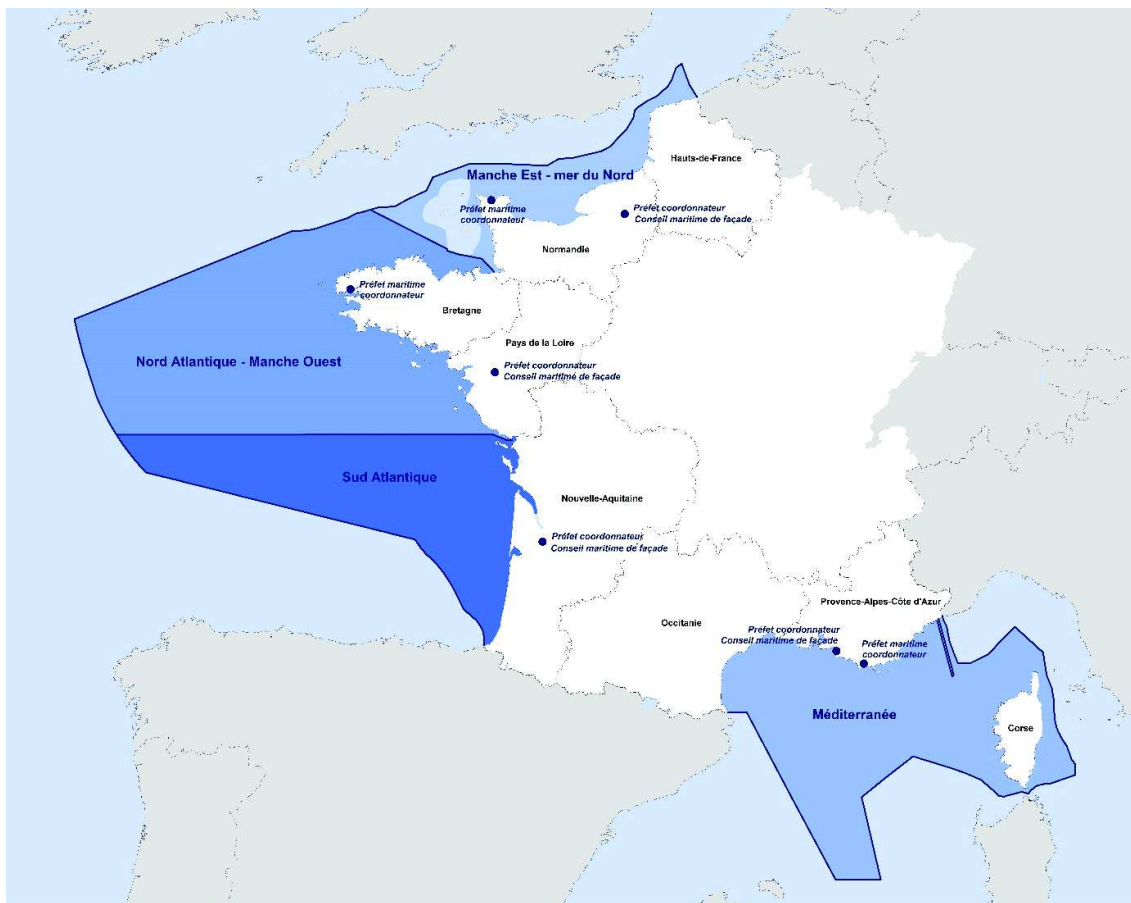 Hauts-de-France
Manche Est - mer du Nord
Préfet maritime
coordonnateur
Préfet coordonnateur
Conseil maritime de façade
Normandie
Préfet maritime
coordonnateur
Bretagne
Pays de la Loire
Nord Atlantique - Manche Ouest
Préfet coordonnateur
Conseil maritime de façade
Sud Atlantique
Nouvelle-Aquitaine
Préfet coordonnateur
Conseil maritime de façade
Provence-Alpes-Côte d'Azur
Occitanie
Préfet coordonnateur
Conseil maritime de façade
Préfet maritime
coordonnateur
Méditerranée
Corse